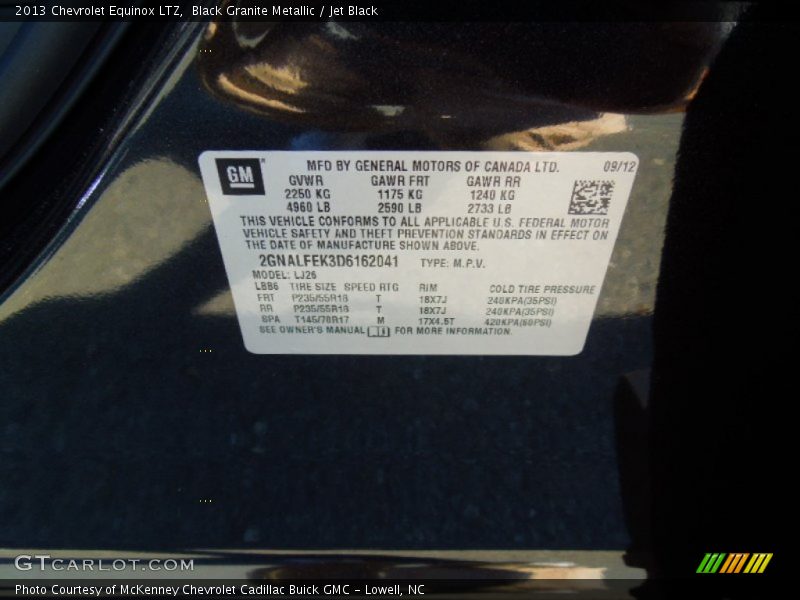 2013 Chevrolet Equinox LTZ, Black Granite Metallic / Jet Black
GM MFD BY GENERAL MOTORS OF CANADA LTD. 09/12
GVWR GAWR FRT GAWR RR
2250 KG 1175 KG 1240 KG
4960 LB 2590 LB 2733 LB
THIS VEHICLE CONFORMS TO ALL APPLICABLE U.S. FEDERAL MOTOR
VEHICLE SAFETY AND THEFT PREVENTION STANDARDS IN EFFECT ON
THE DATE OF MANUFACTURE SHOWN ABOVE.
2GNALFEK3D6162041 TYPE: M.P.V.
MODEL: LJ26
L886 TIRE SIZE SPEED RTG RIM COLD TIRE PRESSURE
FRT P235/55R18 T 18X7J 240KPA(35PSI)
RR P235/55R18 T 18X7J 240KPA(35PSI)
SPA T145/70R17 M 17X4.5T 420KPA(60PSI)
SEE OWNER'S MANUAL FOR MORE INFORMATION.
GTCARLOT.COM
Photo Courtesy of McKenney Chevrolet Cadillac Buick GMC – Lowell, NC